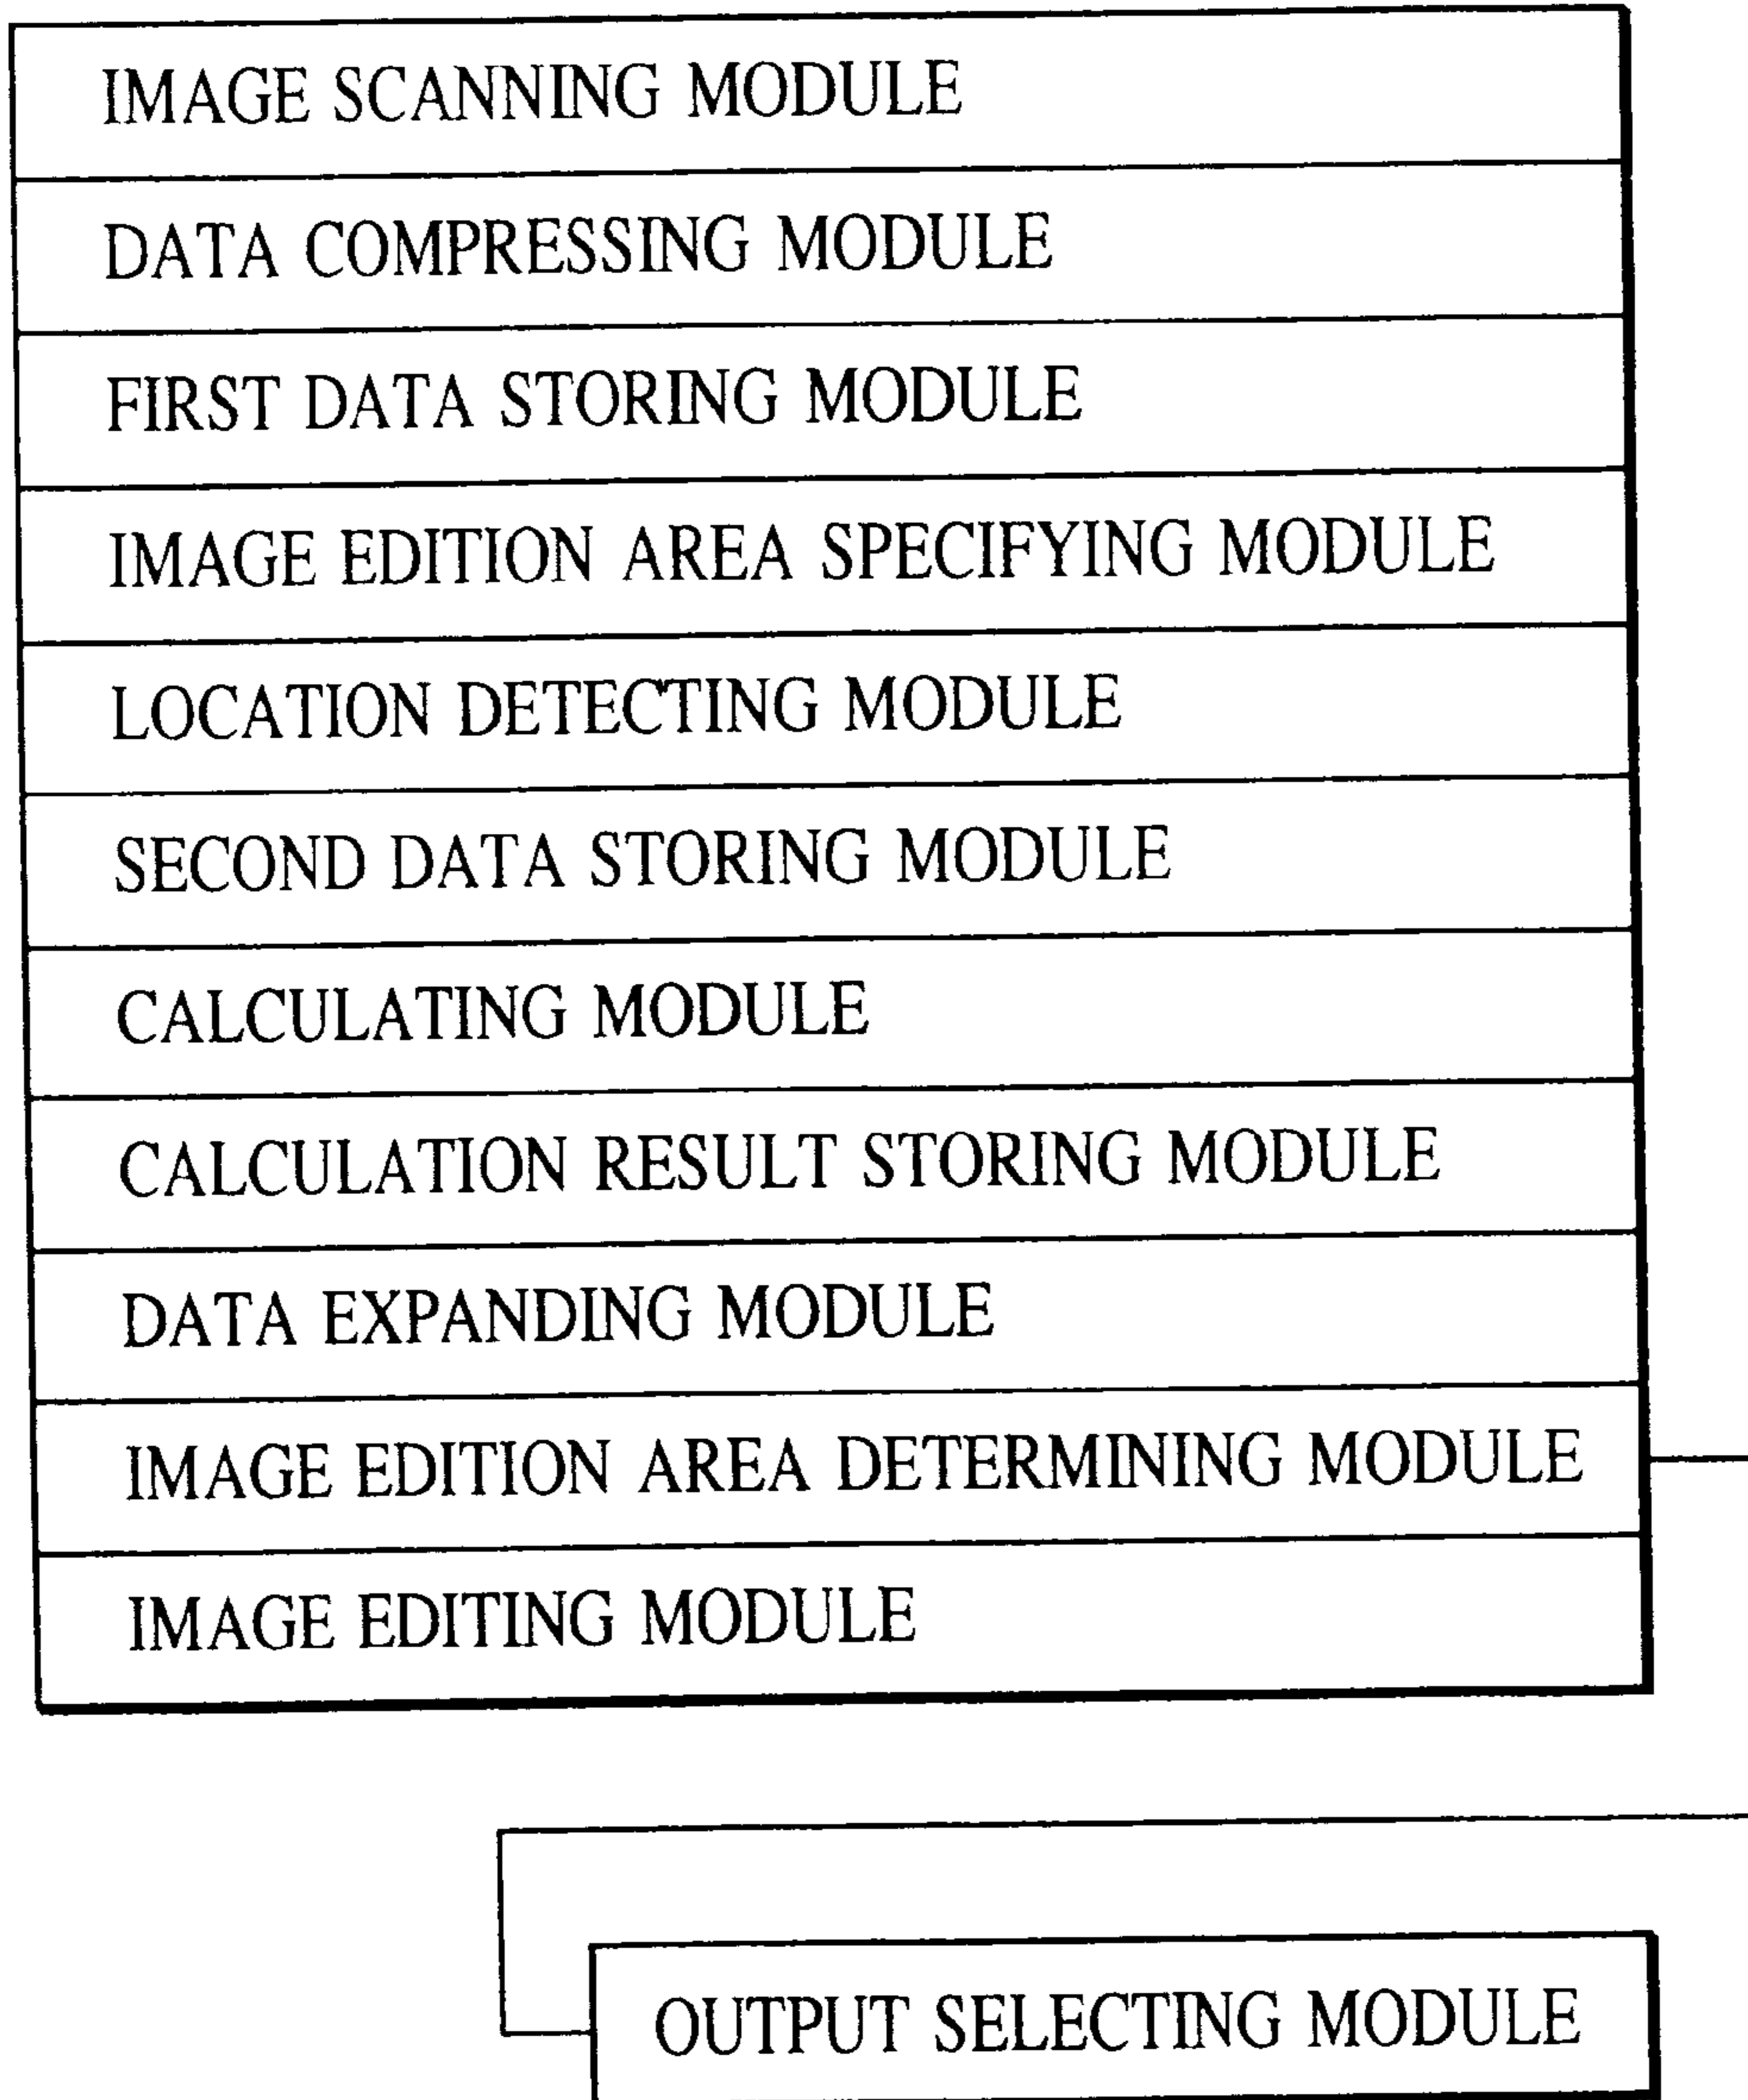 IMAGE SCANNING MODULE
DATA COMPRESSING MODULE
FIRST DATA STORING MODULE
IMAGE EDITION AREA SPECIFYING MODULE
LOCATION DETECTING MODULE
SECOND DATA STORING MODULE
CALCULATING MODULE
CALCULATION RESULT STORING MODULE
DATA EXPANDING MODULE
IMAGE EDITION AREA DETERMINING MODULE
IMAGE EDITING MODULE
OUTPUT SELECTING MODULE